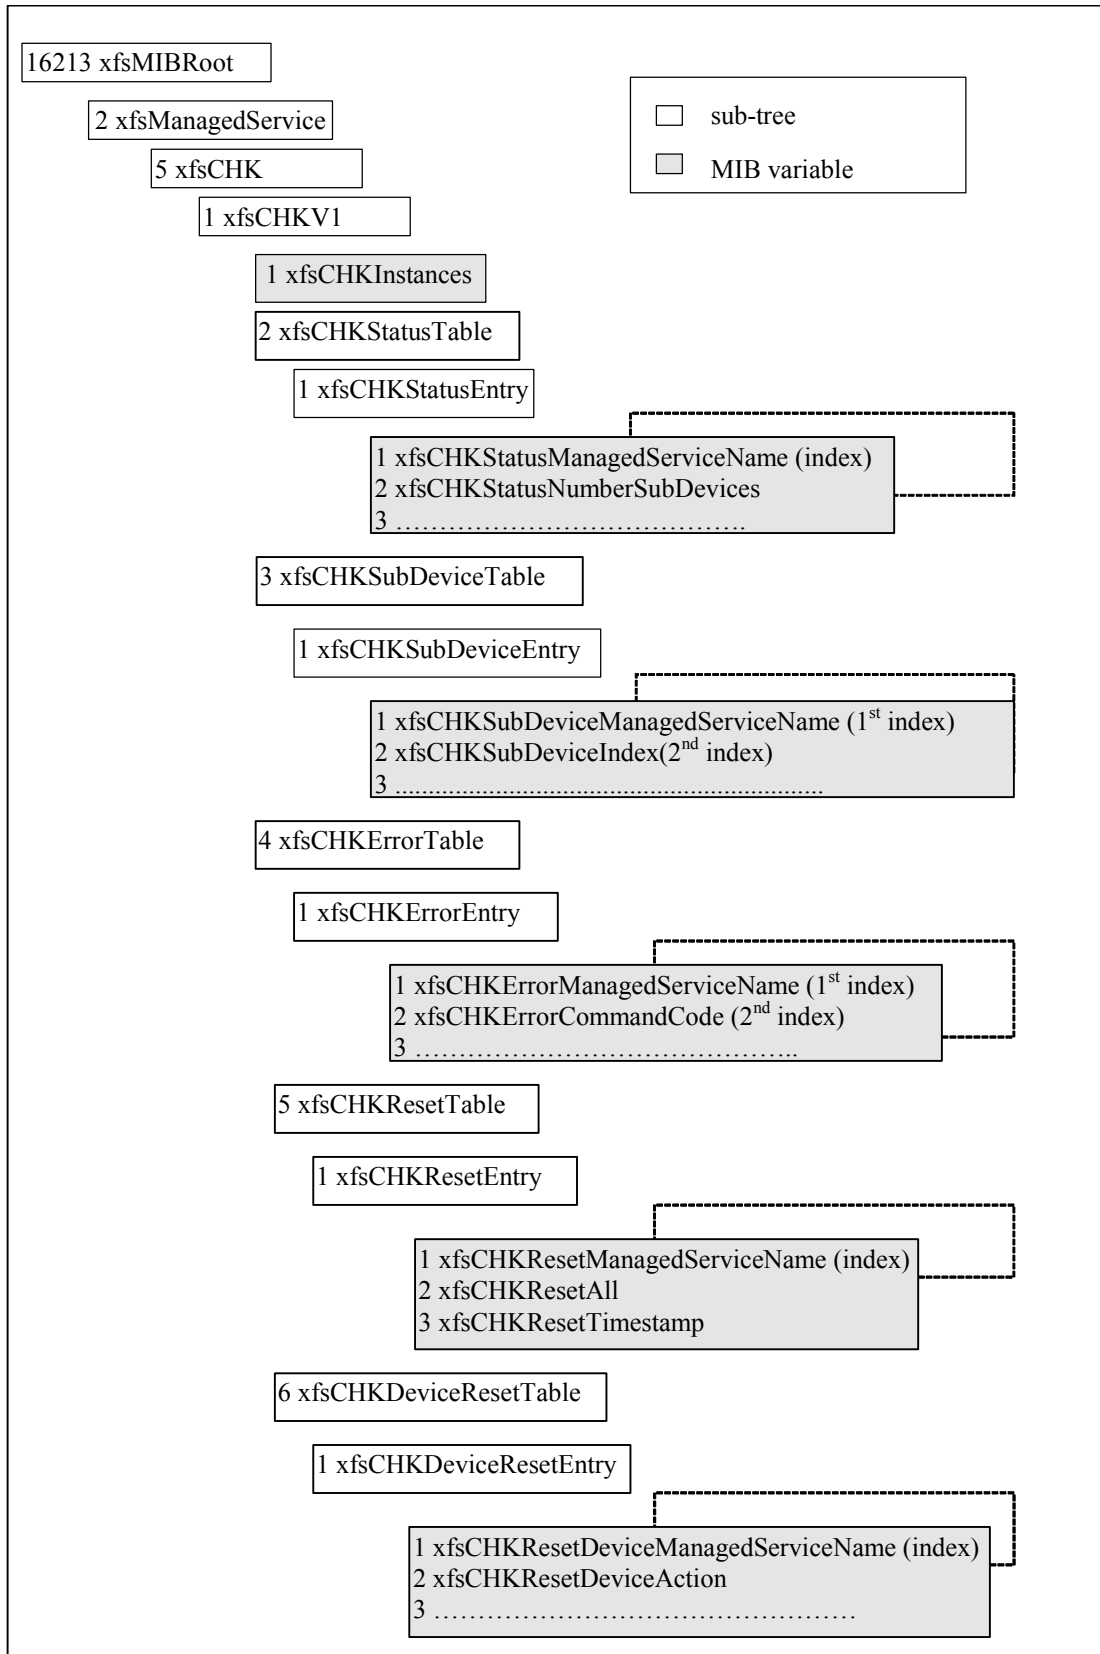 16213 xfsMIBRoot
2 xfsManagedService
sub-tree
5 xfsCHK
MIB variable
1 xfsCHKV1
1 xfsCHKInstances
2 xfsCHKStatusTable
1 xfsCHKStatusEntry
1 xfsCHKStatusManagedServiceName (index)
2 xfsCHKStatusNumberSubDevices
3 ………………………………….
3 xfsCHKSubDeviceTable
1 xfsCHKSubDeviceEntry
1 xfsCHKSubDeviceManagedServiceName (1st index)
2 xfsCHKSubDeviceIndex(2nd index)
3 ................................................................
4 xfsCHKErrorTable
1 xfsCHKErrorEntry
1 xfsCHKErrorManagedServiceName (1st index)
2 xfsCHKErrorCommandCode (2nd index)
3 ……………………………………..
5 xfsCHKResetTable
1 xfsCHKResetEntry
1 xfsCHKResetManagedServiceName (index)
2 xfsCHKResetAll
3 xfsCHKResetTimestamp
6 xfsCHKDeviceResetTable
1 xfsCHKDeviceResetEntry
1 xfsCHKResetDeviceManagedServiceName (index)
2 xfsCHKResetDeviceAction
3 …………………………………………